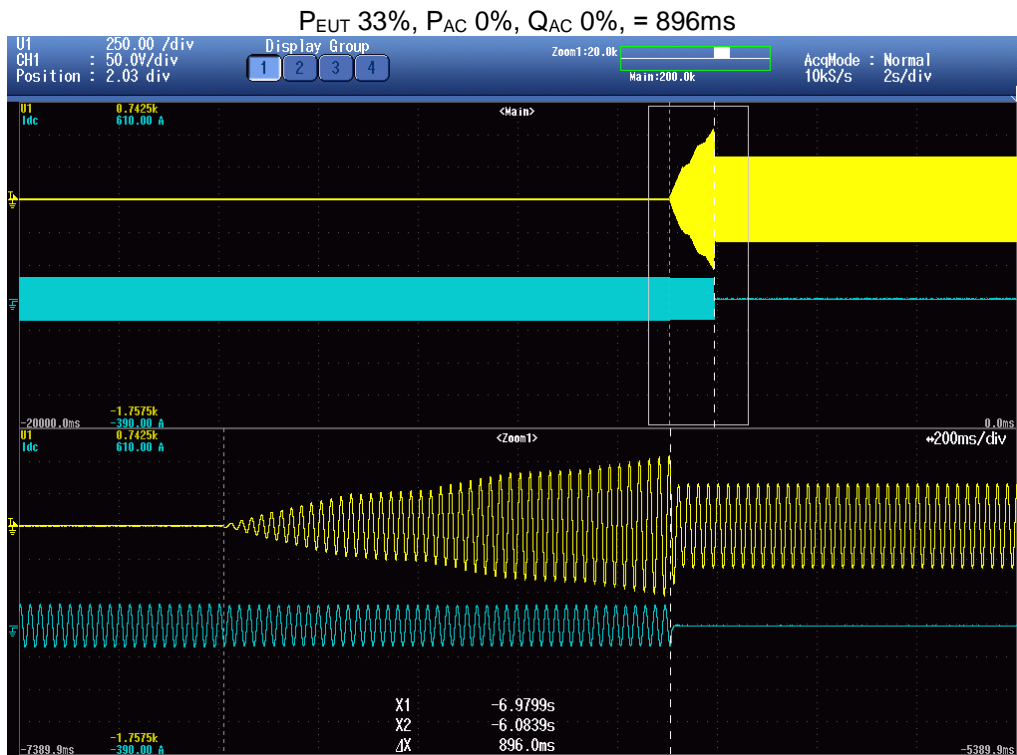 PEUT 33%, PAC 0%, QAC 0%, = 896ms
U1 250.00 /div
CH1 : 50.0V/div
Position : 2.03 div
Display Group
1 2 3 4
Zoom1:20.0k
Main:200.0k
AcqMode : Normal
10kS/s 2s/div
U1 0.7425k
Idc 610.00 A
<Main>
-1.7575k
-20000.0ms -390.00 A 0.0ms
U1 0.7425k
Idc 610.00 A
<Zoom1>
↔200ms/div
X1 -6.9799s
X2 -6.0839s
⊿X 896.0ms
-1.7575k
-7389.9ms -390.00 A -5389.9ms